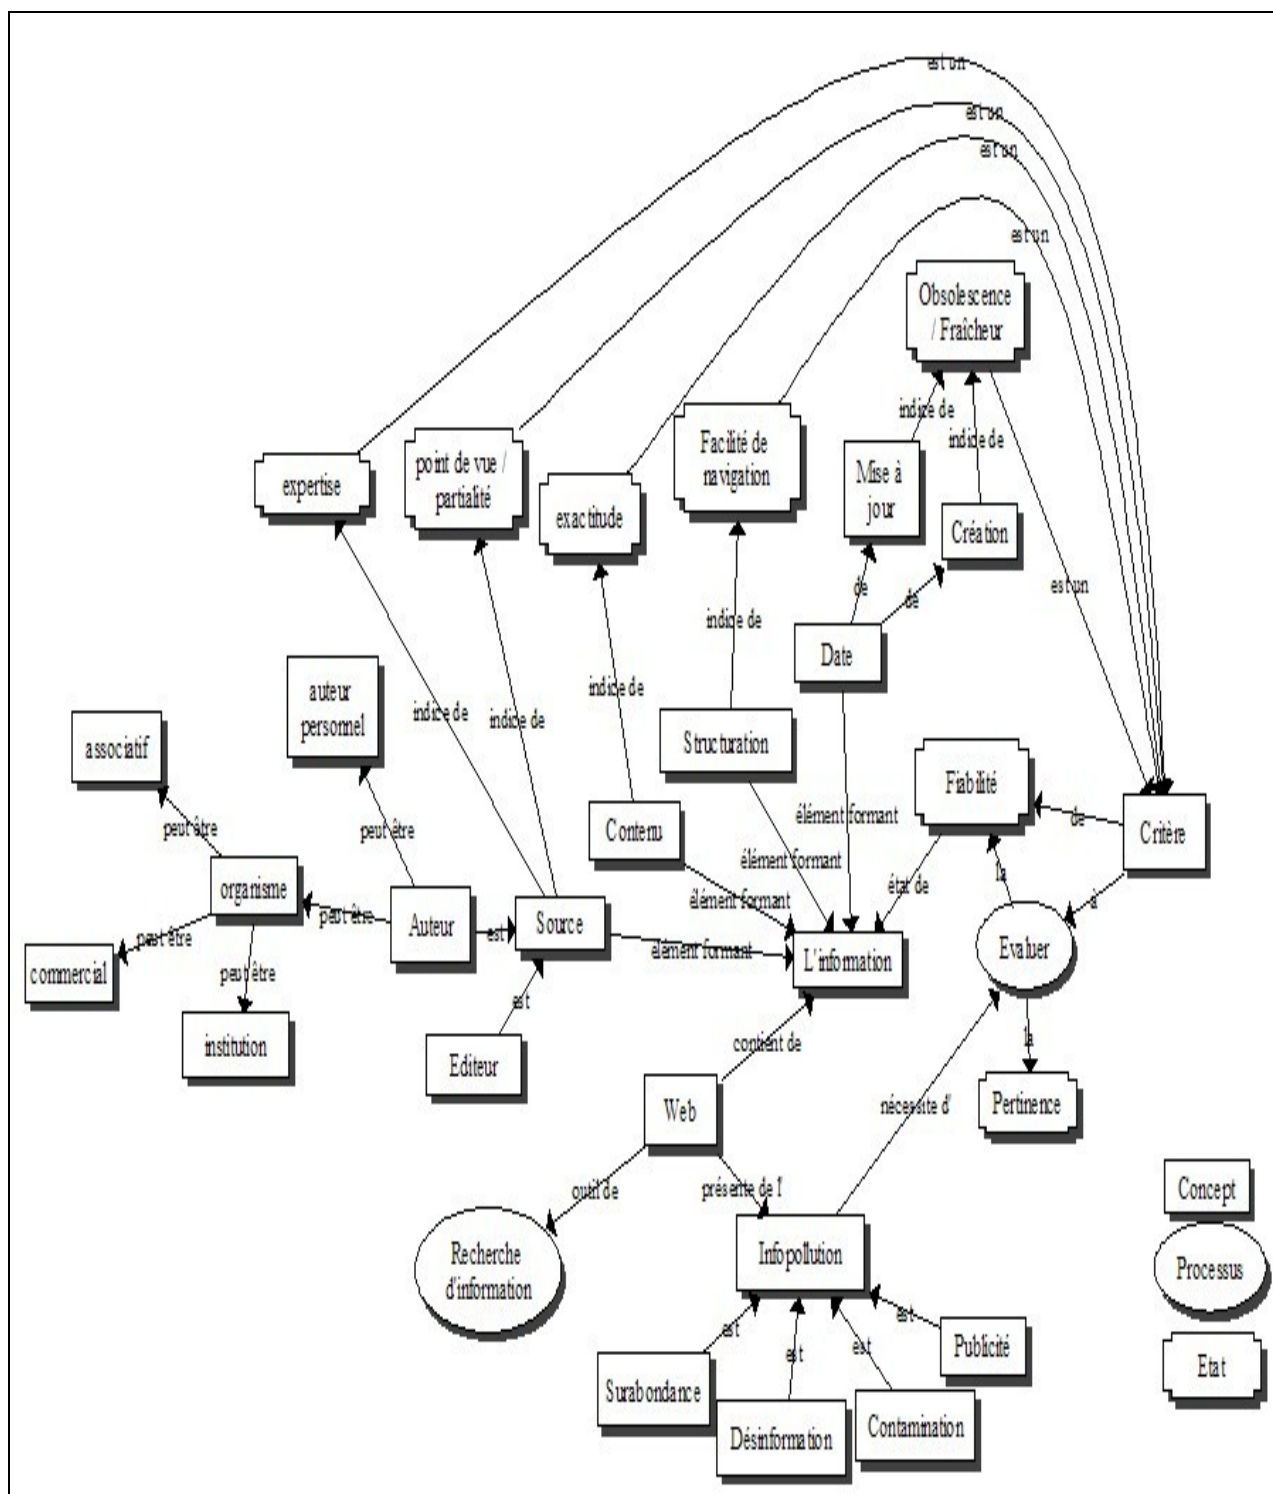 est un
est un
est un
est un
Obsolescence
/ Fraîcheur
indice de
indice de
Facilité de
navigation
point de vue /
partialité
expertise
exactitude
Mise à
jour
Création
est un
de
de
indice de
Date
auteur
personnel
indice de
indice de
indice de
associatif
Structuration
Fiabilité
peut être
peut être
Contenu
élément formant
de
Critère
élément formant
organisme
état de
la
élément formant
à
peut être
Auteur
est
Source
élément formant
L'information
Evaluer
peut être
commercial
peut être
est
institution
Editeur
contient de
la
Web
nécessite d'
Pertinence
outil de
présente de l'
Concept
Recherche
d'information
Infopollution
Processus
est
est
est
est
Publicité
Surabondance
Désinformation
Contamination
Etat